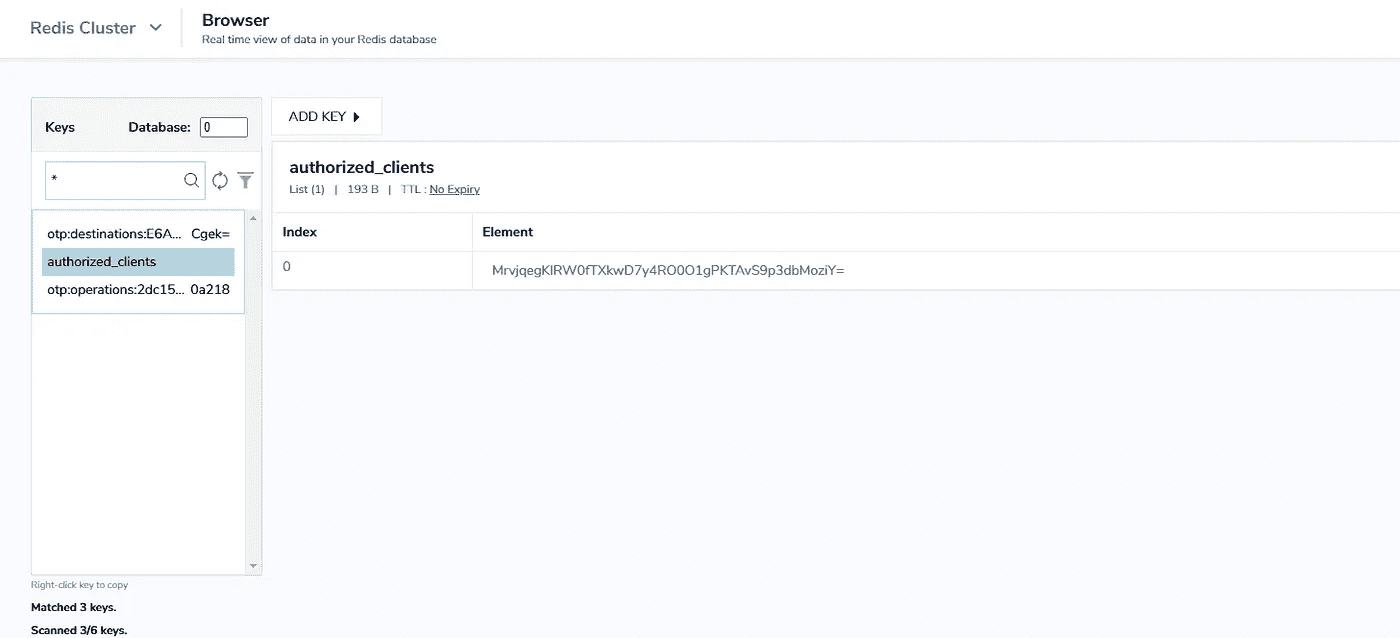 Redis Cluster
Browser
Real time view of data in your Redis database
Keys Database: 0
ADD KEY
*
authorized_clients
List (1) | 193 B | TTL : No Expiry
Index Element
otp:destinations:E6A... Cgek=
authorized_clients
otp:operations:2dc15... 0a218
0 MrvjqegKlRW0fTXkwD7y4RO0O1gPKTAvS9p3dbMoziY=
Right-click key to copy
Matched 3 keys.
Scanned 3/6 keys.